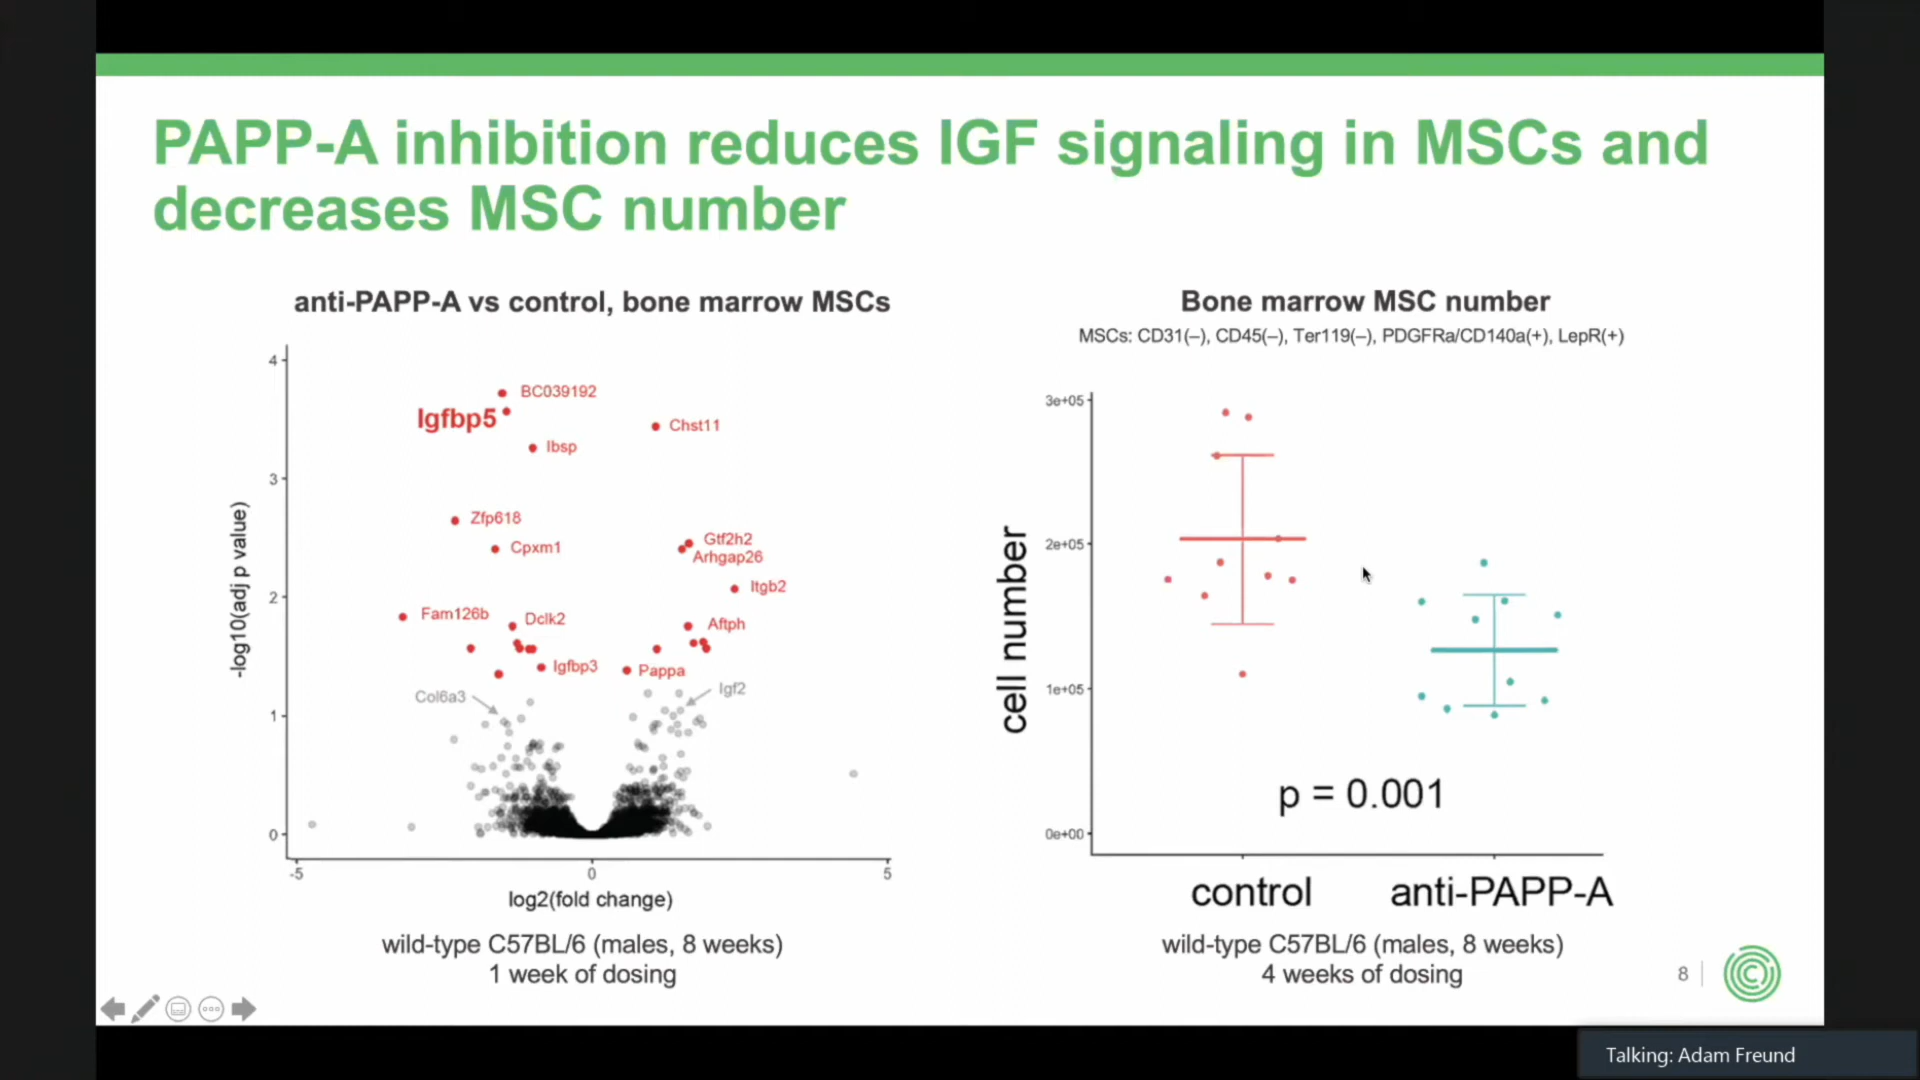 PAPP-A inhibition reduces IGF signaling in MSCs and
decreases MSC number
anti-PAPP-A vs control, bone marrow MSCs
4
3
2
1
0
-log10(adj p value)
BC039192
Igfbp5
Chst11
Ibsp
Zfp618
Cpxm1
Gtf2h2
Arhgap26
Itgb2
Fam126b
Dclk2
Aftph
Igfbp3
Pappa
Col6a3
Igf2
-5
0
5
log2(fold change)
wild-type C57BL/6 (males, 8 weeks)
1 week of dosing
Bone marrow MSC number
MSCs: CD31(–), CD45(–), Ter119(–), PDGFRa/CD140a(+), LepR(+)
3e+05
2e+05
1e+05
0e+00
cell number
p = 0.001
control
anti-PAPP-A
wild-type C57BL/6 (males, 8 weeks)
4 weeks of dosing
8
Talking: Adam Freund